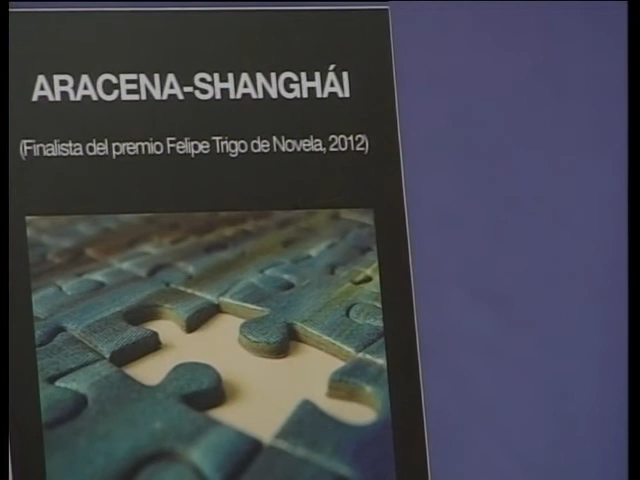 ARACENA-SHANGHÁI
(Finalista del premio Felipe Trigo de Novela, 2012)